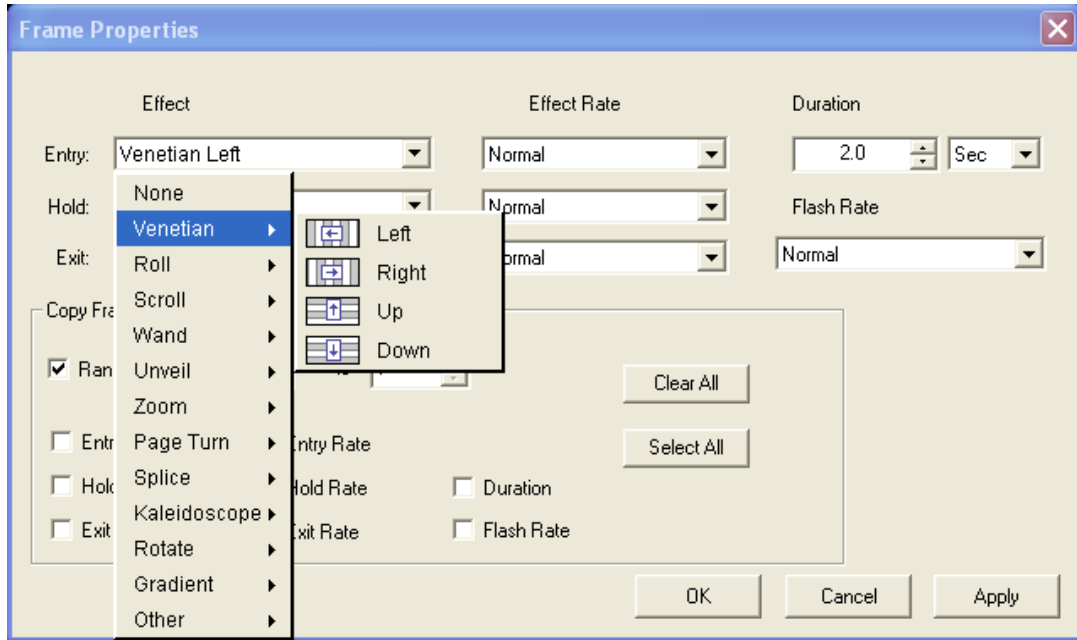 Frame Properties
Effect Effect Rate Duration
Entry: Venetian Left Normal 2.0 Sec
None
Hold: Normal Flash Rate
Venetian
Left
Exit: Normal
Roll
Right
Scroll
Up
Copy Fra
Wand
Down
Ran
Unveil
Clear All
Zoom
Entr
Page Turn
Entry Rate
Select All
Hold
Splice
Hold Rate
Duration
Kaleidoscope
Exit
Exit Rate
Flash Rate
Rotate
Gradient
OK Cancel Apply
Other